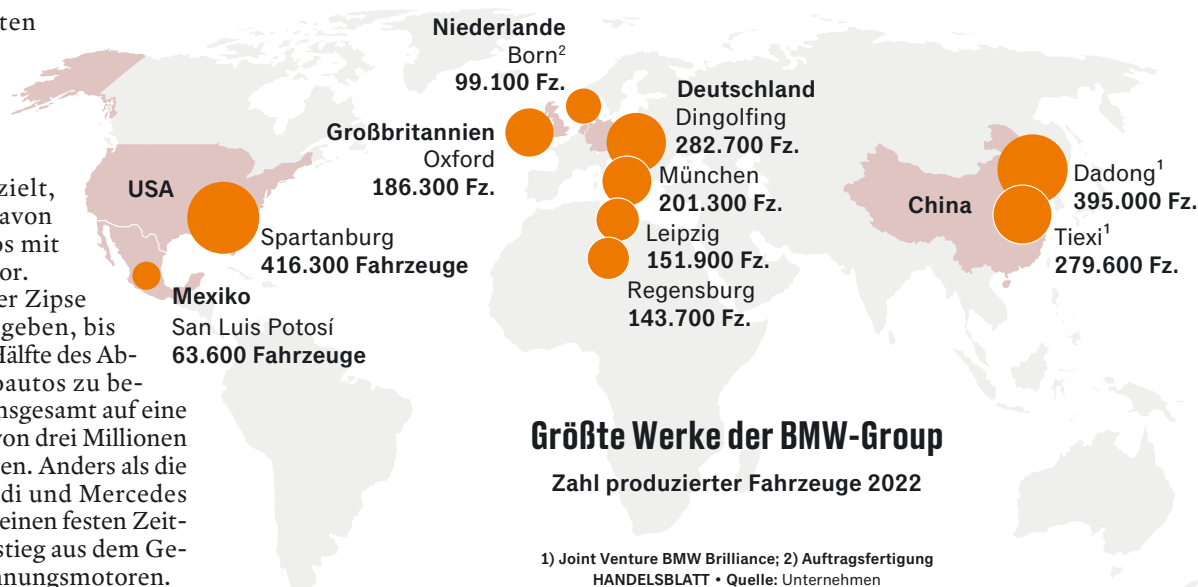 ten
zielt,
avon
os mit
or.
er Zipse
geben, bis
Hälfte des Ab-
oautos zu be-
nsgesamt auf eine
von drei Millionen
en. Anders als die
di und Mercedes
einen festen Zeit-
stieg aus dem Ge-
nnungsmotoren.
USA
Spartanburg
416.300 Fahrzeuge
Mexiko
San Luis Potosí
63.600 Fahrzeuge
Niederlande
Born²
99.100 Fz.
Großbritannien
Oxford
186.300 Fz.
Deutschland
Dingolfing
282.700 Fz.
München
201.300 Fz.
Leipzig
151.900 Fz.
Regensburg
143.700 Fz.
China
Dadong¹
395.000 Fz.
Tiexi¹
279.600 Fz.
Größte Werke der BMW-Group
Zahl produzierter Fahrzeuge 2022
1) Joint Venture BMW Brilliance; 2) Auftragsfertigung
HANDELSBLATT • Quelle: Unternehmen